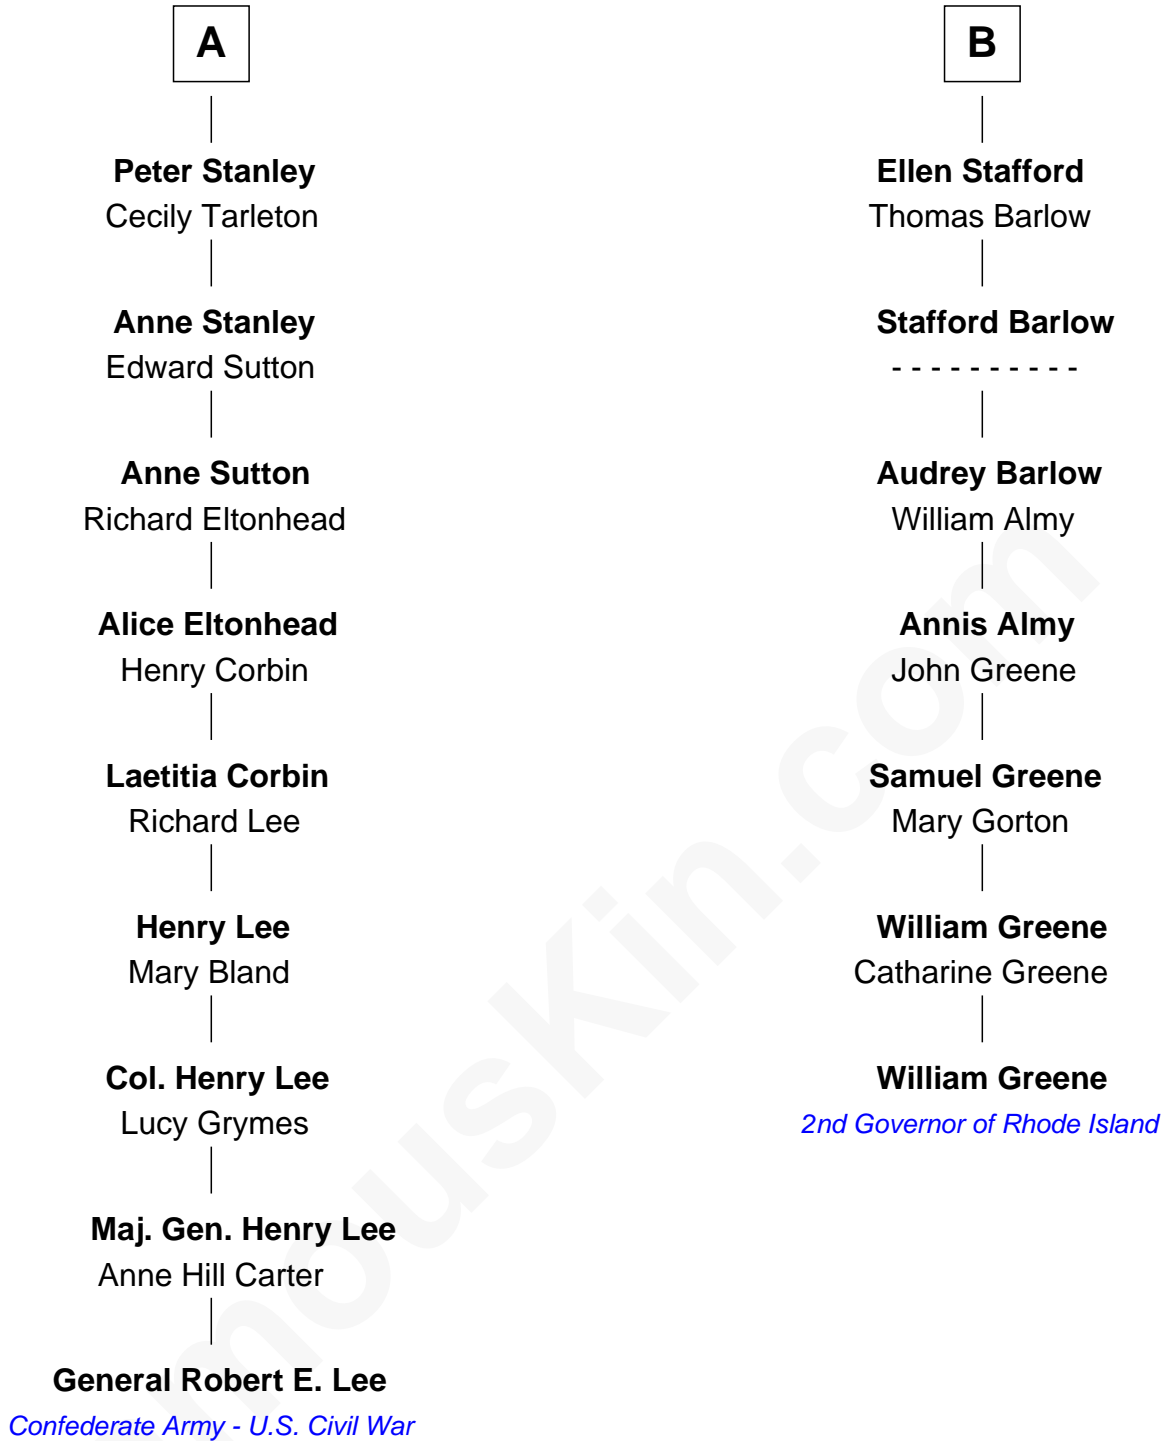 A
Peter Stanley
Cecily Tarleton
Anne Stanley
Edward Sutton
Anne Sutton
Richard Eltonhead
Alice Eltonhead
Henry Corbin
Laetitia Corbin
Richard Lee
Henry Lee
Mary Bland
Col. Henry Lee
Lucy Grymes
Maj. Gen. Henry Lee
Anne Hill Carter
General Robert E. Lee
Confederate Army - U.S. Civil War
B
Ellen Stafford
Thomas Barlow
Stafford Barlow
- - - - - - - - - -
Audrey Barlow
William Almy
Annis Almy
John Greene
Samuel Greene
Mary Gorton
William Greene
Catharine Greene
William Greene
2nd Governor of Rhode Island
mousKin.com